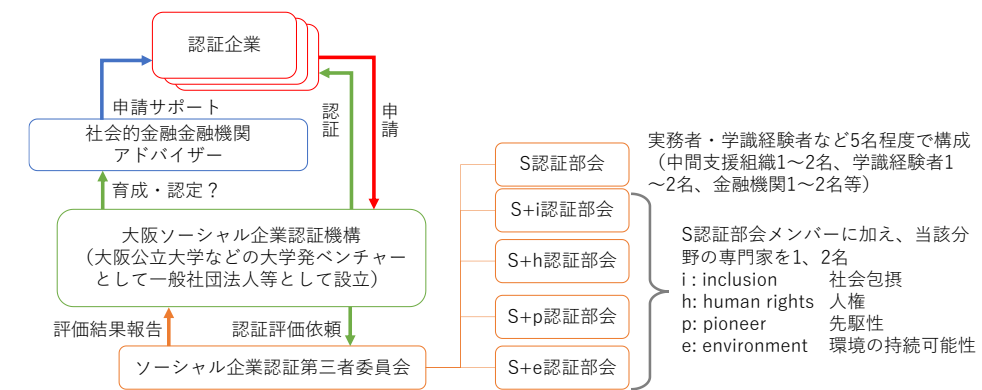 認証企業
申請サポート
認証
申請
社会的金融金融機関
アドバイザー
育成・認定？
大阪ソーシャル企業認証機構
（大阪公立大学などの大学発ベンチャー
として一般社団法人等として設立）
評価結果報告
認証評価依頼
ソーシャル企業認証第三者委員会
S認証部会
S+i認証部会
S+h認証部会
S+p認証部会
S+e認証部会
実務者・学識経験者など5名程度で構成
（中間支援組織1～2名、学識経験者1
～2名、金融機関1～2名等）
S認証部会メンバーに加え、当該分
野の専門家を1、2名
i : inclusion 社会包摂
h: human rights 人権
p: pioneer 先駆性
e: environment 環境の持続可能性